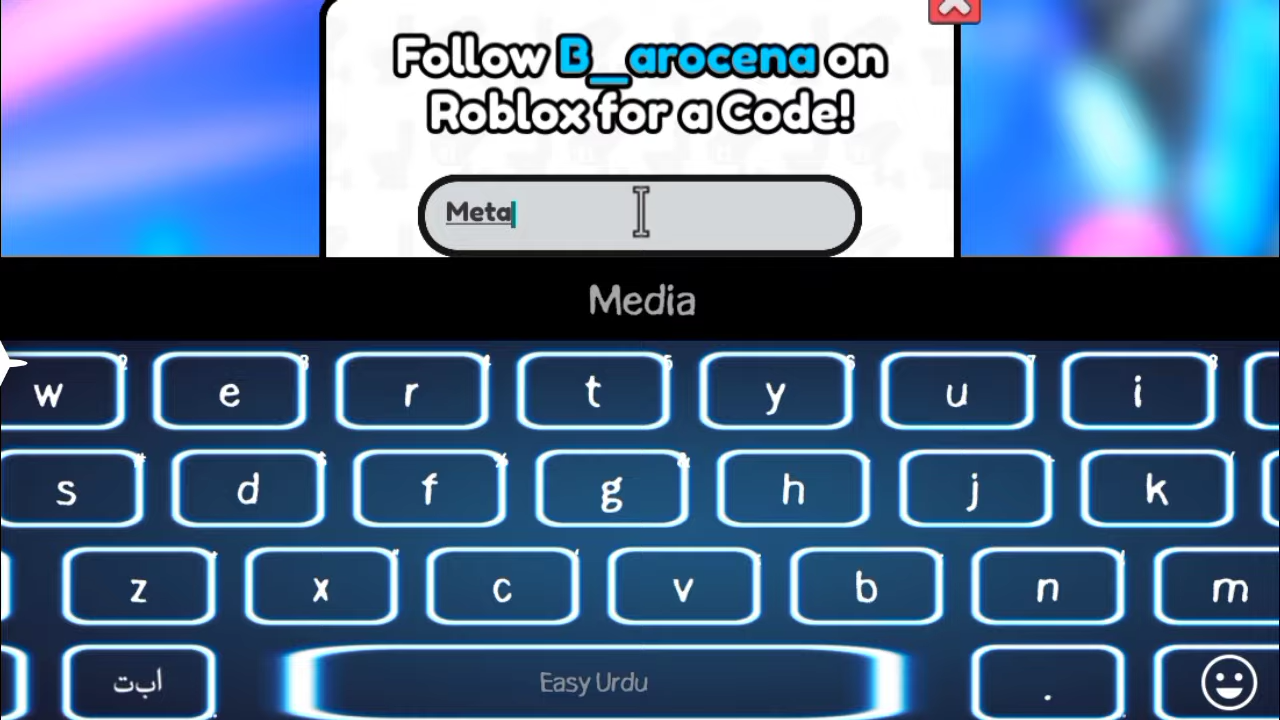 Follow B_arocena on
Roblox for a Code!
Meta
Media
w e r t y u i
s d f g h j k
z x c v b n m
ابت Easy Urdu .